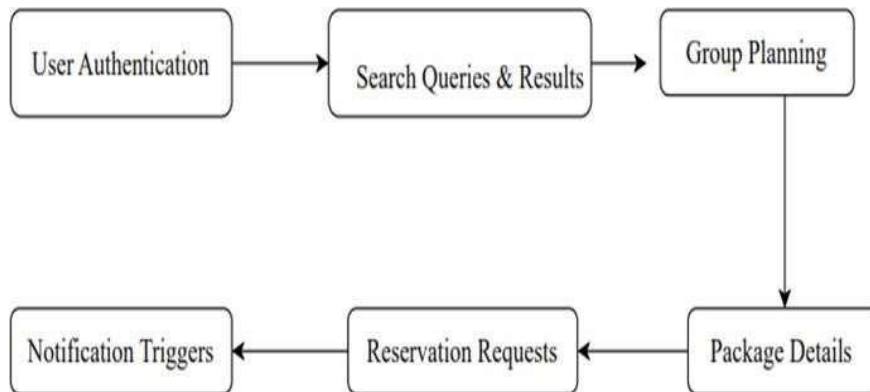 User Authentication
Search Queries & Results
Group Planning
Package Details
Reservation Requests
Notification Triggers